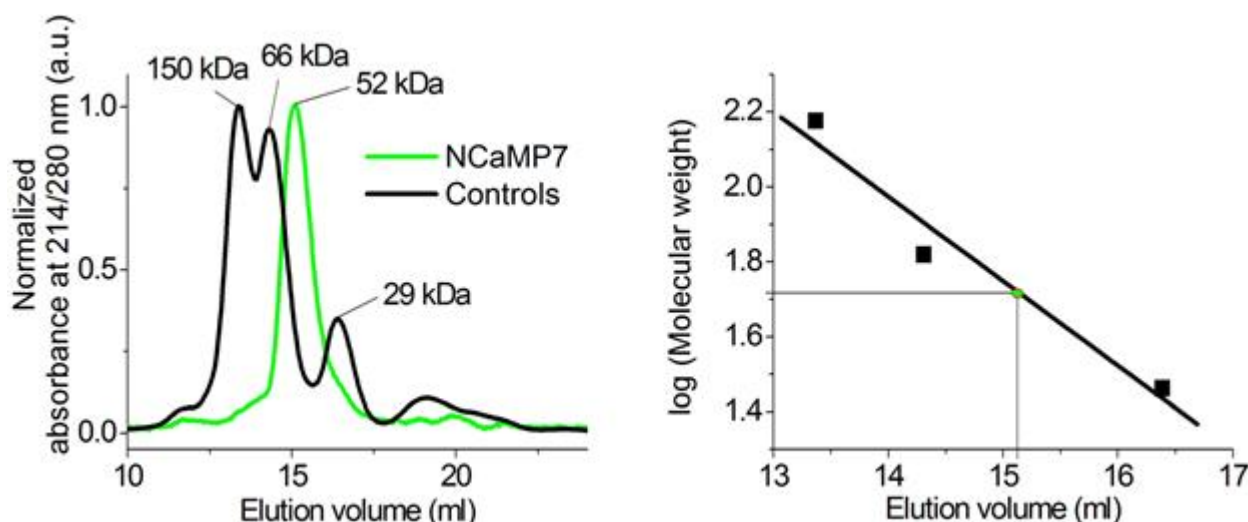 150 kDa
66 kDa
52 kDa
29 kDa
NCaMP7
Controls
Normalized
absorbance at 214/280 nm (a.u.)
1.0
0.5
0.0
10
15
20
Elution volume (ml)
log (Molecular weight)
2.2
2.0
1.8
1.6
1.4
13
14
15
16
17
Elution volume (ml)